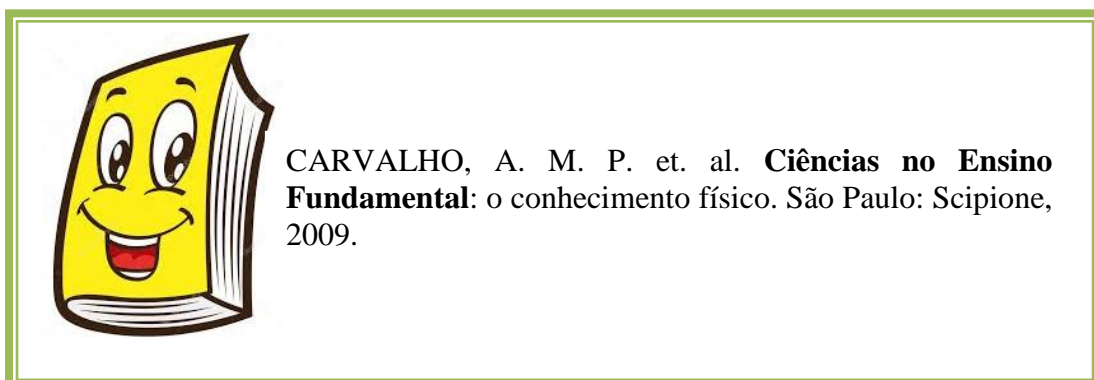 CARVALHO, A. M. P. et. al. Ciências no Ensino
Fundamental: o conhecimento físico. São Paulo: Scipione,
2009.